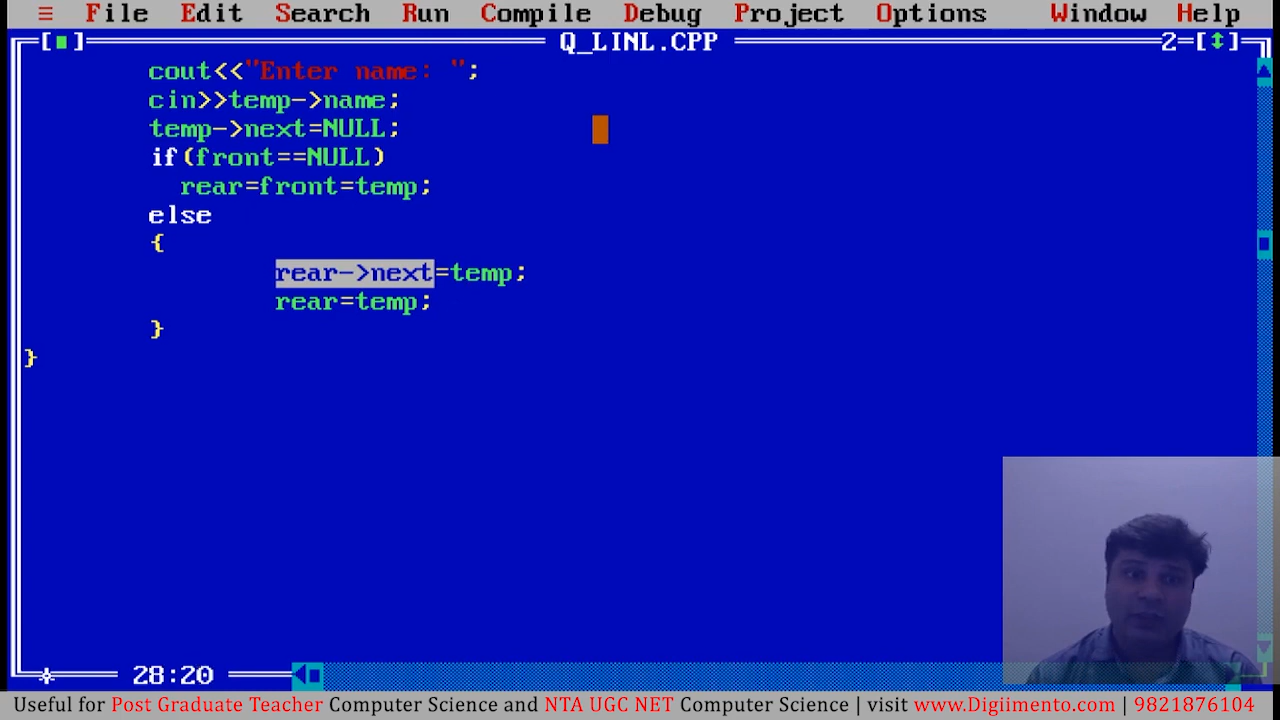 ≡ File Edit Search Run Compile Debug Project Options Window Help
[■] Q_LINL.CPP 2=[↕]
cout<<"Enter name: ";
cin>>temp->name;
temp->next=NULL;
if(front==NULL)
rear=front=temp;
else
{
rear->next=temp;
rear=temp;
}
}
28:20
Useful for Post Graduate Teacher Computer Science and NTA UGC NET Computer Science | visit www.Digiimento.com | 9821876104